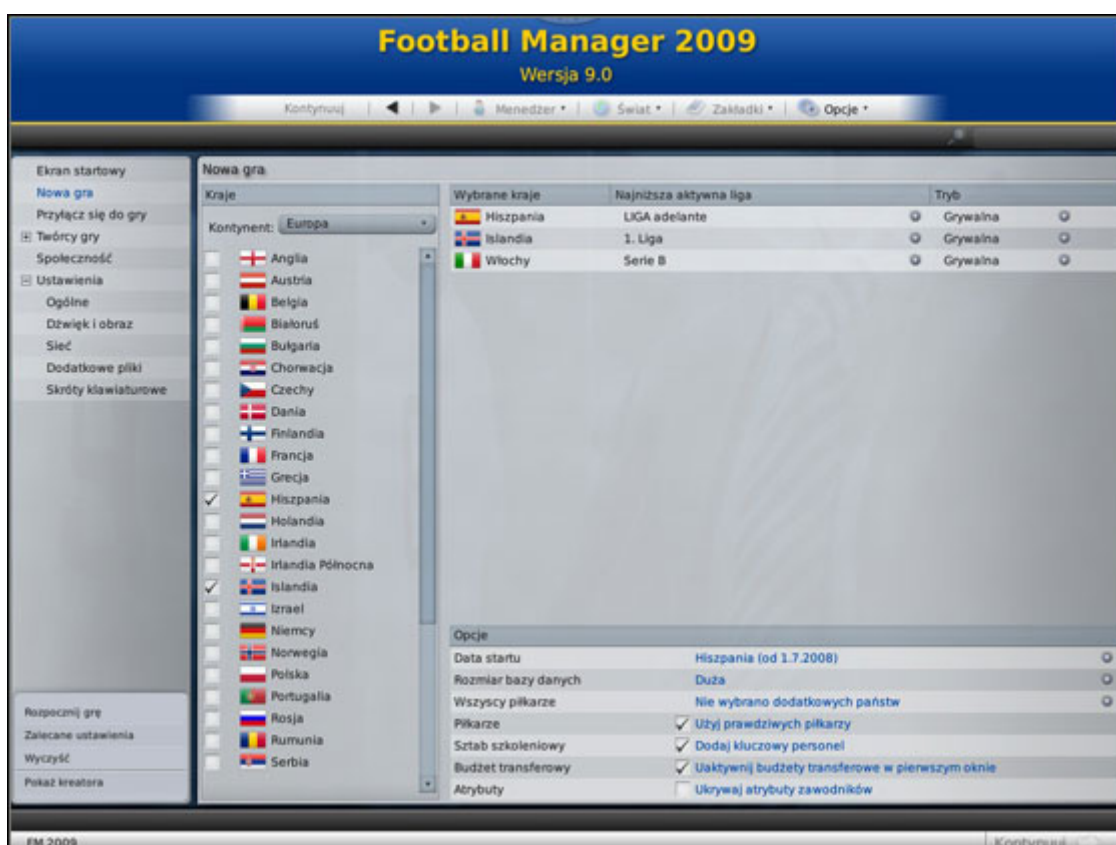 Football Manager 2009
Wersja 9.0
Kontynuuj Menedżer Świat Zakładki Opcje
Ekran startowy
Nowa gra
Przyłącz się do gry
Twórcy gry
Społeczność
Ustawienia
Ogólne
Dźwięk i obraz
Sieć
Dodatkowe pliki
Skróty klawiaturowe
Rozpocznij grę
Zalecane ustawienia
Wyczyść
Pokaż kreatora
Nowa gra
Kraje
Kontynent: Europa
Anglia
Austria
Belgia
Białoruś
Bułgaria
Chorwacja
Czechy
Dania
Finlandia
Francja
Grecja
Hiszpania
Holandia
Irlandia
Irlandia Północna
Islandia
Izrael
Niemcy
Norwegia
Polska
Portugalia
Rosja
Rumunia
Serbia
Wybrane kraje Najniższa aktywna liga Tryb
Hiszpania LIGA adelante Grywalna
Islandia 1. Liga Grywalna
Włochy Serie B Grywalna
Opcje
Data startu Hiszpania (od 1.7.2008)
Rozmiar bazy danych Duża
Wszyscy piłkarze Nie wybrano dodatkowych państw
Piłkarze Użyj prawdziwych piłkarzy
Sztab szkoleniowy Dodaj kluczowy personel
Budżet transferowy Uaktywnij budżety transferowe w pierwszym oknie
Atrybuty Ukrywaj atrybuty zawodników
FM 2009 Kontynuuj